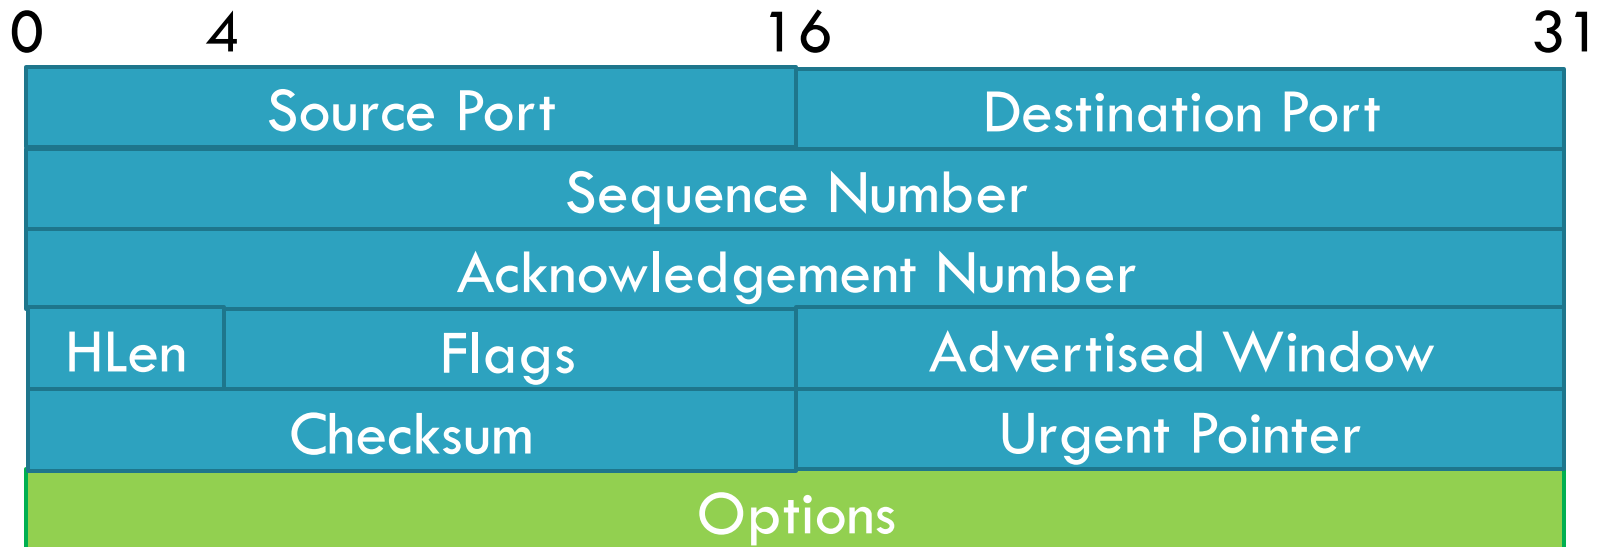 0 4 16 31
Source Port Destination Port
Sequence Number
Acknowledgement Number
HLen Flags Advertised Window
Checksum Urgent Pointer
Options